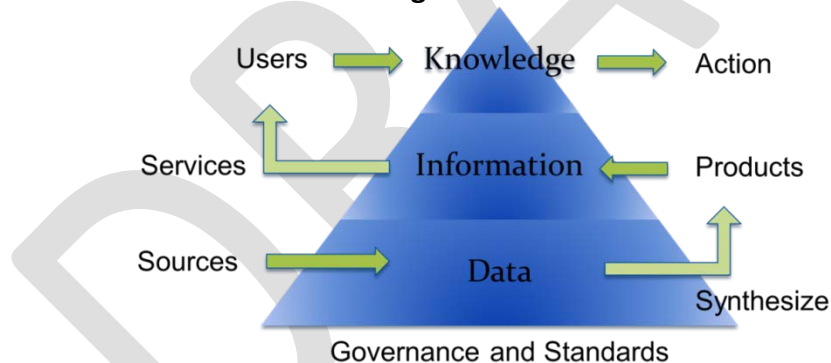 Users Knowledge Action
Services Information Products
Sources Data
Synthesize
Governance and Standards